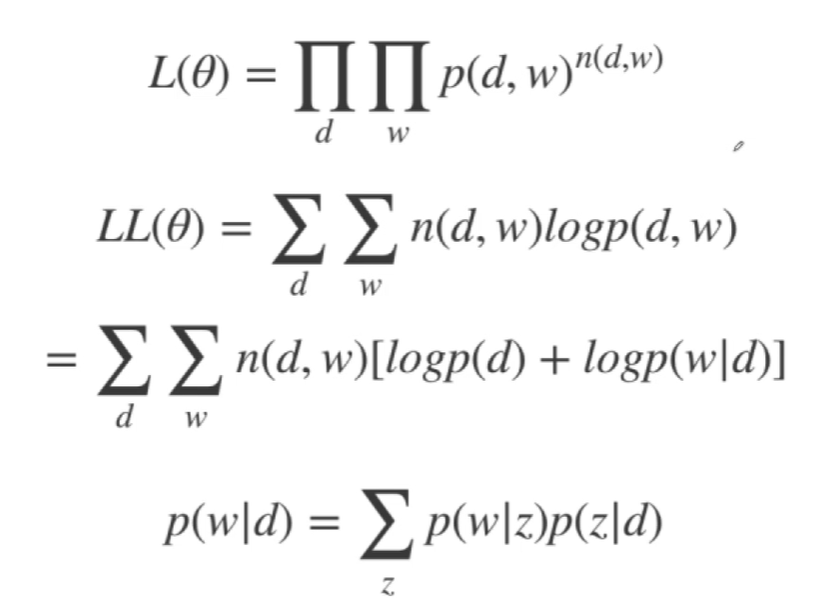 L(θ) = ∏_d ∏_w p(d, w)^{n(d,w)}
LL(θ) = ∑_d ∑_w n(d, w)logp(d, w)
= ∑_d ∑_w n(d, w)[logp(d) + logp(w|d)]
p(w|d) = ∑_z p(w|z)p(z|d)